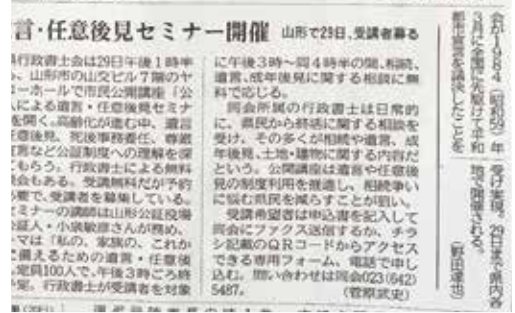 言・任意後見セミナー開催 山形で29日、受講者募る
行政書士会は29日午後1時半
、山形市の山交ビル7階のヤ
ーホールで市民公開講座「公
人による遺言・任意後見セミナ
を開く。高齢化が進む中、遺言
任意後見、死後事務委任、尊厳
宣言など公証制度への理解を深
てもらう。行政書士による無料
談会もある。受講無料だが予約
必要で、受講者を募集している。
セミナーの講師は山形公証役場
公証人・小装敏彦さんが務め、
マは「私の、家族の、これか
に備えるための遺言・任意後
。定員100人で、午後3時ごろ終
予定。行政書士が受講者を対象
に午後3時〜同4時半の間、相続、
遺言、成年後見に関する相談に無
料で応じる。
同会所属の行政書士は日常的
に、県民から終活に関する相談を
受け、その多くが相続や遺言、成
年後見、土地・建物に関する内容だ
という。公開講座は遺言や任意後
見の制度利用を推進し、相続争い
に悩む県民を減らすことが狙い。
受講希望者は申込書を記入して
同会にファクス送信するか、チラ
シ記載のQRコードからアクセス
できる専用フォーム、電話で申し
込む。問い合わせは同会023(642)
5487。
(菅原武史)
会が1984(昭和59)年
3月に全国に先駆けて平和
都市宣言を議決したことを
受け実現。29日まで県内各
地で開催される。
(野田達也)